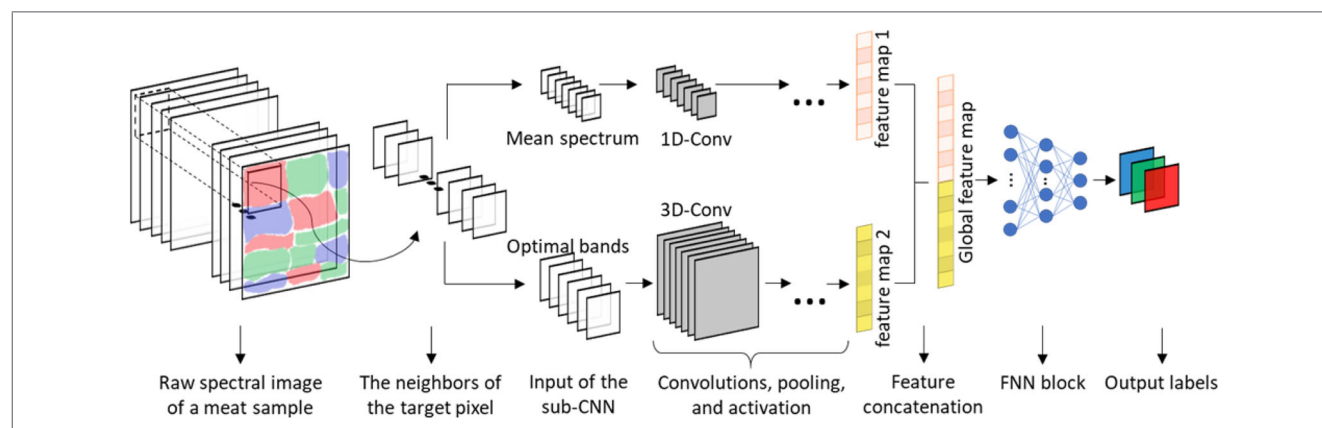 Mean spectrum
1D-Conv
feature map 1
Optimal bands
3D-Conv
feature map 2
Global feature map
Raw spectral image
of a meat sample
The neighbors of
the target pixel
Input of the
sub-CNN
Convolutions, pooling,
and activation
Feature
concatenation
FNN block
Output labels